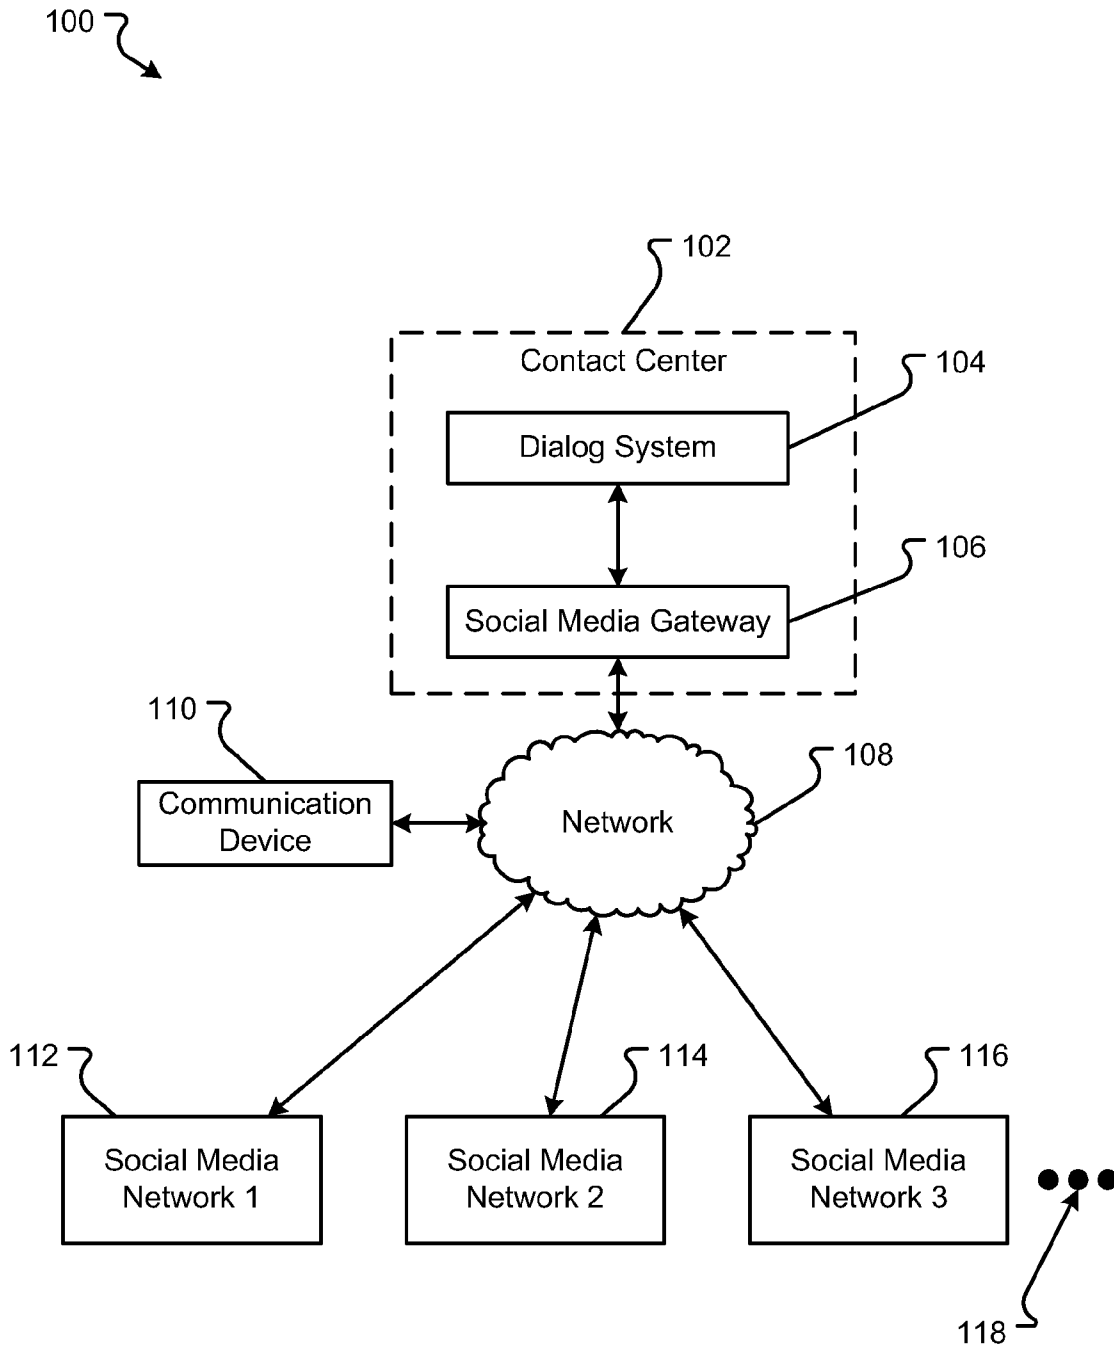 100
102
Contact Center
104
Dialog System
106
Social Media Gateway
110
108
Communication
Device
Network
112
114
116
Social Media
Network 1
Social Media
Network 2
Social Media
Network 3
118